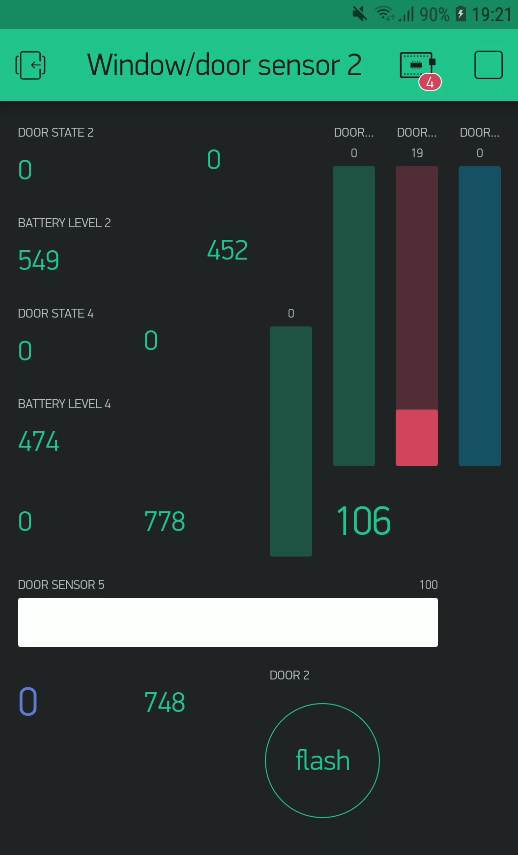 90% 19:21
Window/door sensor 2
4
DOOR STATE 2
DOOR... DOOR... DOOR...
0 0 0 19 0
BATTERY LEVEL 2
549 452
DOOR STATE 4
0
0 0
BATTERY LEVEL 4
474
0 778 106
DOOR SENSOR 5 100
DOOR 2
0 748
flash